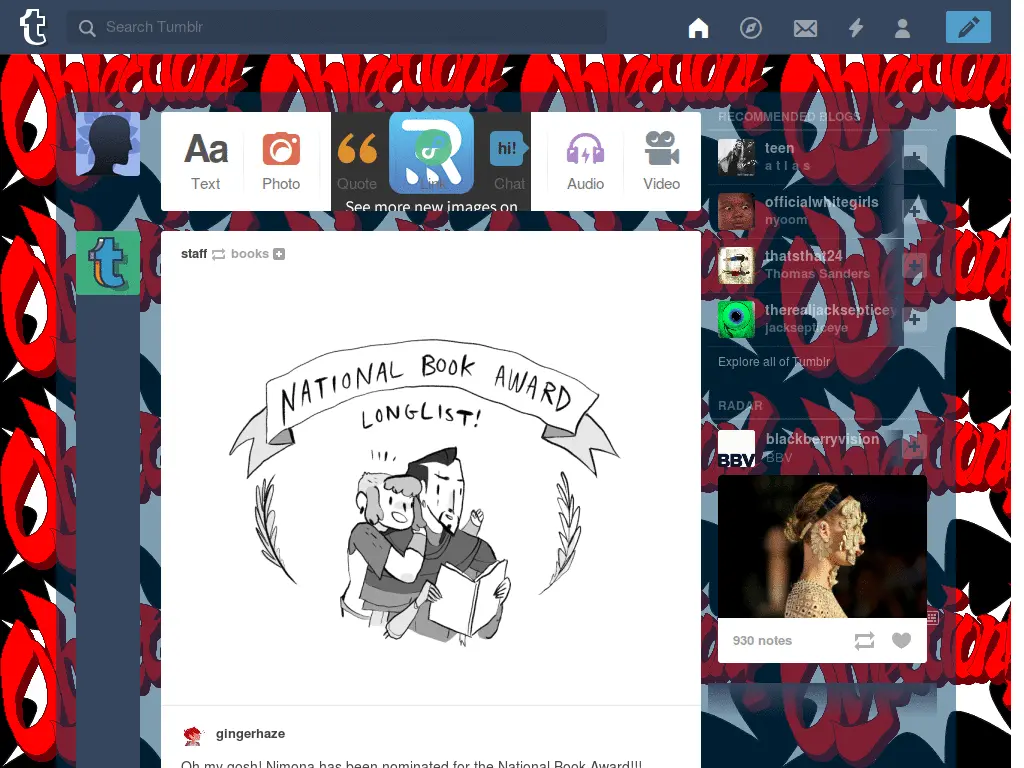 Search Tumblr
RECOMMENDED BLOGS
Aa
hi!
Text
Photo
Quote
Link
Chat
Audio
Video
See more new images on
teen
a t l a s
officialwhitegirls
nyoom
thatsthat24
Thomas Sanders
therealjacksepticey
jacksepticeye
Explore all of Tumblr
staff books
NATIONAL BOOK AWARD
LONGLIST!
RADAR
BBV
blackberryvision
BBV
930 notes
gingerhaze
Oh my gosh! Nimona has been nominated for the National Book Award!!!